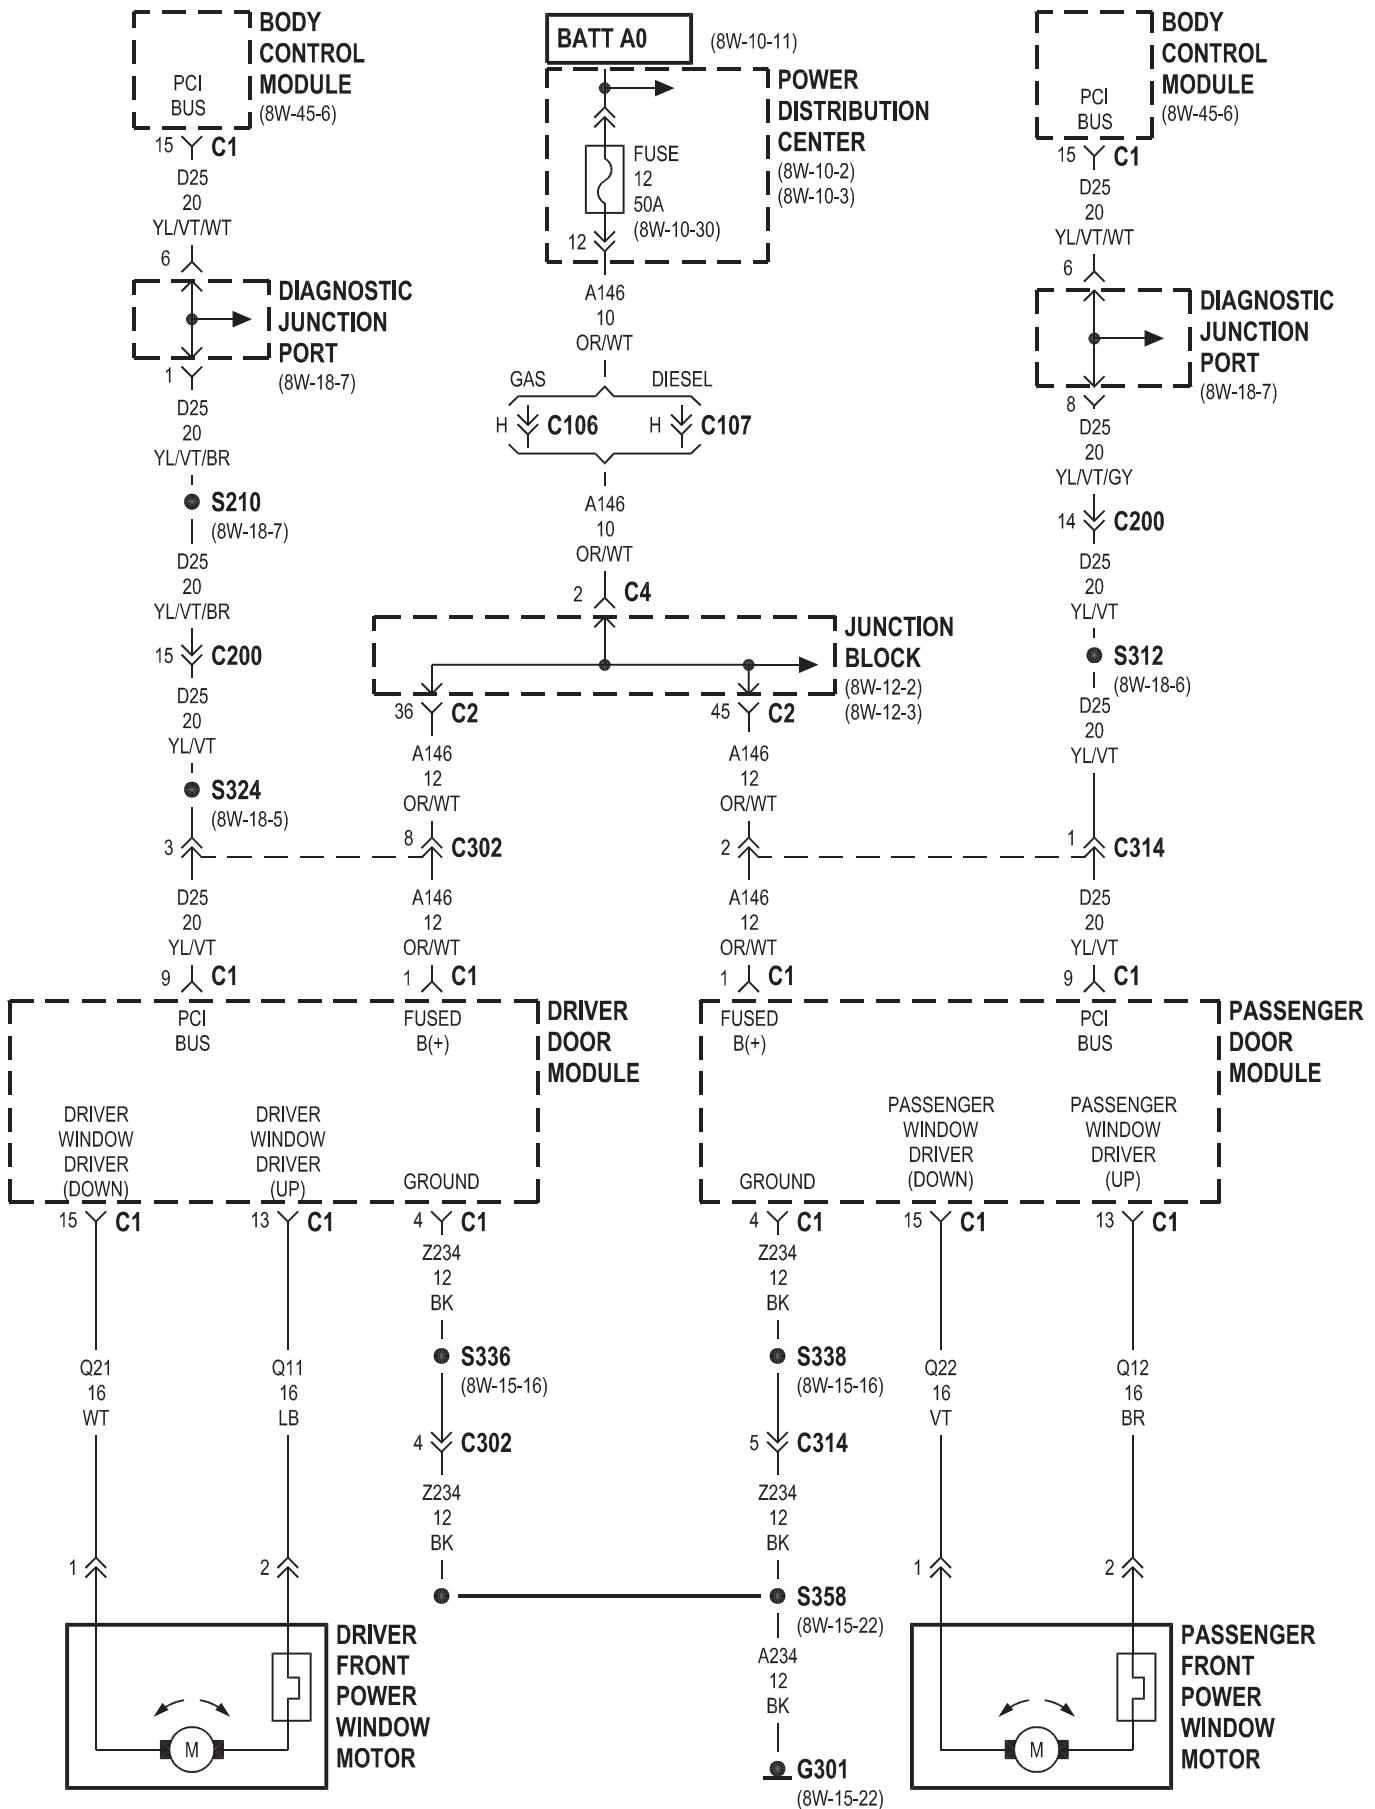 BODY
CONTROL
MODULE
(8W-45-6)
PCI
BUS
15
C1
D25
20
YL/VT/WT
6
DIAGNOSTIC
JUNCTION
PORT
(8W-18-7)
1
D25
20
YL/VT/BR
S210
(8W-18-7)
D25
20
YL/VT/BR
15
C200
D25
20
YL/VT
S324
(8W-18-5)
3
D25
20
YL/VT
9
C1
BATT A0
(8W-10-11)
POWER
DISTRIBUTION
CENTER
(8W-10-2)
(8W-10-3)
FUSE
12
50A
(8W-10-30)
12
A146
10
OR/WT
GAS
DIESEL
H
C106
H
C107
A146
10
OR/WT
2
C4
JUNCTION
BLOCK
(8W-12-2)
(8W-12-3)
36
C2
45
C2
A146
12
OR/WT
A146
12
OR/WT
8
C302
2
A146
12
OR/WT
A146
12
OR/WT
1
C1
1
C1
BODY
CONTROL
MODULE
(8W-45-6)
PCI
BUS
15
C1
D25
20
YL/VT/WT
6
DIAGNOSTIC
JUNCTION
PORT
(8W-18-7)
8
D25
20
YL/VT/GY
14
C200
D25
20
YL/VT
S312
(8W-18-6)
D25
20
YL/VT
1
C314
D25
20
YL/VT
9
C1
PCI
BUS
FUSED
B(+)
DRIVER
DOOR
MODULE
DRIVER
WINDOW
DRIVER
(DOWN)
DRIVER
WINDOW
DRIVER
(UP)
GROUND
15
C1
13
C1
4
C1
FUSED
B(+)
PCI
BUS
PASSENGER
DOOR
MODULE
GROUND
PASSENGER
WINDOW
DRIVER
(DOWN)
PASSENGER
WINDOW
DRIVER
(UP)
4
C1
15
C1
13
C1
Q21
16
WT
Q11
16
LB
Z234
12
BK
S336
(8W-15-16)
4
C302
Z234
12
BK
Z234
12
BK
S338
(8W-15-16)
5
C314
Z234
12
BK
S358
(8W-15-22)
A234
12
BK
G301
(8W-15-22)
Q22
16
VT
Q12
16
BR
1
2
DRIVER
FRONT
POWER
WINDOW
MOTOR
M
1
2
PASSENGER
FRONT
POWER
WINDOW
MOTOR
M